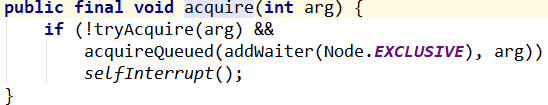 public final void acquire(int arg) {
    if (!tryAcquire(arg) &&
        acquireQueued(addWaiter(Node.EXCLUSIVE), arg))
        selfInterrupt();
}